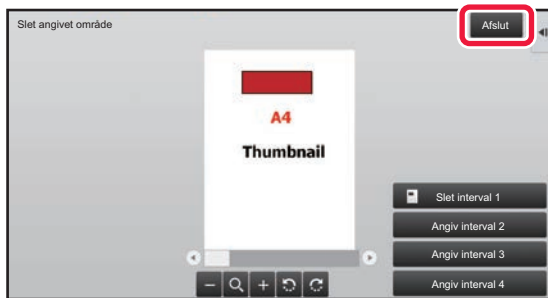 Slet angivet område
Afslut
A4
Thumbnail
Slet interval 1
Angiv interval 2
Angiv interval 3
Angiv interval 4